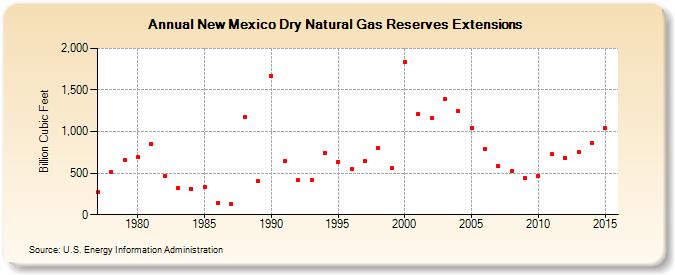 Annual New Mexico Dry Natural Gas Reserves Extensions
Billion Cubic Feet
2,000
1,500
1,000
500
0
1980 1985 1990 1995 2000 2005 2010 2015
Source: U.S. Energy Information Administration